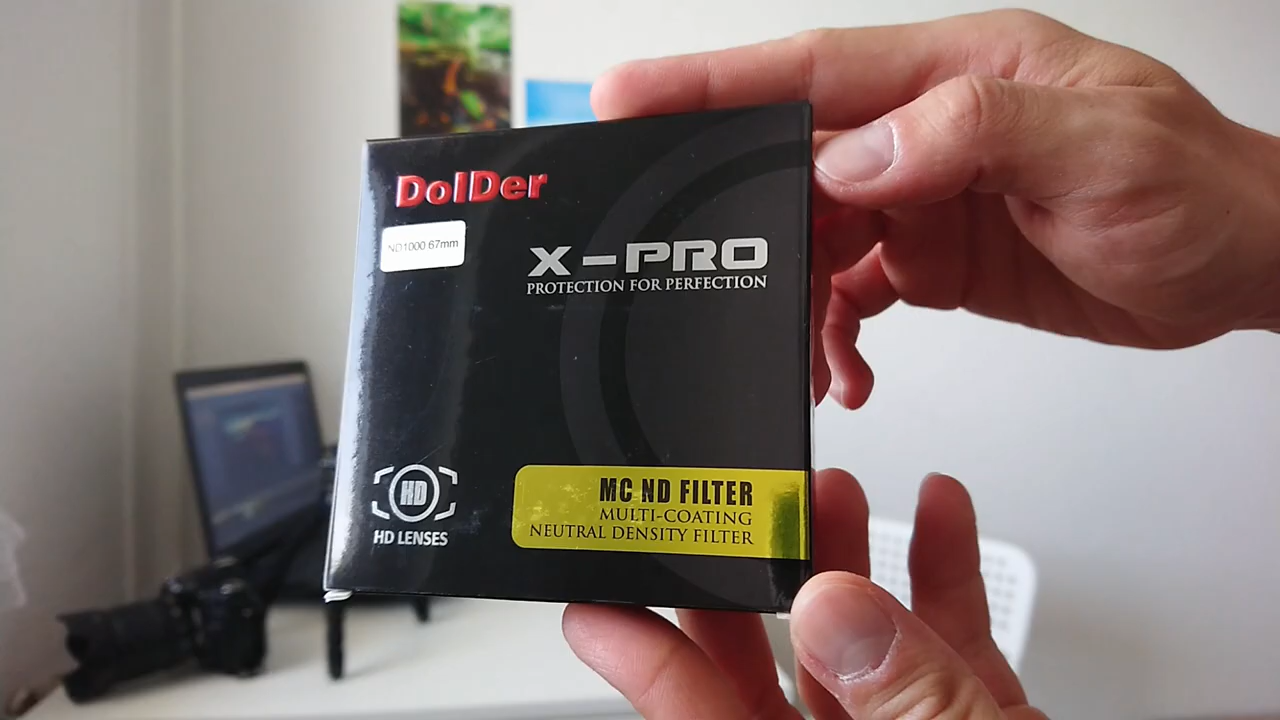 DolDer
ND1000 67mm
X-PRO
PROTECTION FOR PERFECTION
HD
HD LENSES
MC ND FILTER
MULTI-COATING
NEUTRAL DENSITY FILTER